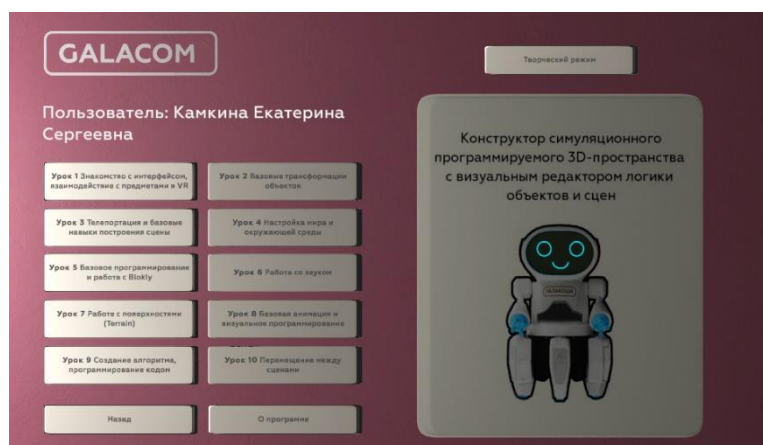 GALACOM
Творческий режим
Пользователь: Камкина Екатерина
Сергеевна
Урок 1 Знакомство с интерфейсом,
взаимодействие с предметами в VR
Урок 2 Базовые трансформации
объектов
Урок 3 Телепортация и базовые
навыки построения сцены
Урок 4 Настройка мира и
окружающей среды
Урок 5 Базовое программирование
и работа с Blokly
Урок 6 Работа со звуком
Урок 7 Работа с поверхностями
(Terrain)
Урок 8 Базовая анимация и
визуальное программирование
Урок 9 Создание алгоритма,
программирование кодом
Урок 10 Перемещение между
сценами
Назад
О программе
Конструктор симуляционного
программируемого 3D-пространства
с визуальным редактором логики
объектов и сцен